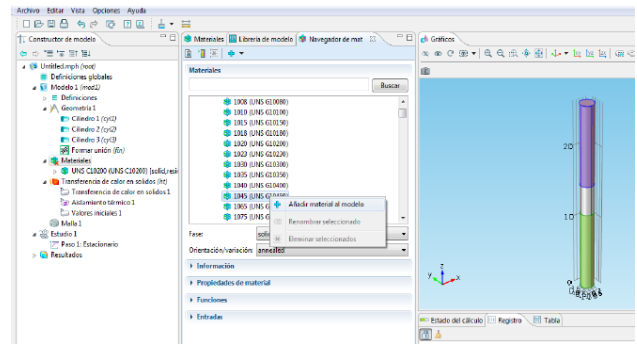 Archivo Editar Vista Opciones Ayuda
Constructor de modelo
Untitled.mph (root)
Definiciones globales
Modelo 1 (mod1)
Definiciones
Geometría 1
Cilindro 1 (cyl1)
Cilindro 2 (cyl2)
Cilindro 3 (cyl3)
Formar unión (fin)
Materiales
UNS C10200 (UNS C10200) [solid,resi
Transferencia de calor en solidos (ht)
Transferencia de calor en solidos 1
Aislamiento térmico 1
Valores iniciales 1
Malla 1
Estudio 1
Paso 1: Estacionario
Resultados
Materiales Librería de modelo Navegador de mat
Materiales
Buscar
1008 (UNS G10080)
1010 (UNS G10100)
1015 (UNS G10150)
1018 (UNS G10180)
1020 (UNS G10200)
1023 (UNS G10230)
1030 (UNS G10300)
1035 (UNS G10350)
1040 (UNS G10400)
1045 (UNS G10450)
1065 (UNS
1075 (UNS
Añadir material al modelo
Renombrar seleccionado
Eliminar seleccionados
Fase: soli
Orientación/variación: annealed
Información
Propiedades de material
Funciones
Entradas
Gráficos
20
10
0
z
y
x
Estado del cálculo Registro Tabla